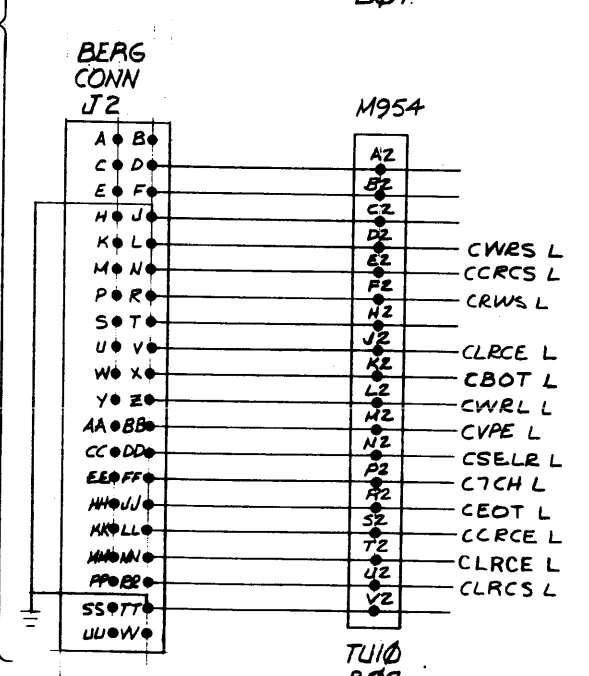 BERG
CONN
J2
M954
A B
C D
E F
H J
K L
M N
P R
S T
U V
W X
Y Z
AA BB
CC DD
EE FF
HH JJ
KK LL
MM NN
PP RR
SS TT
UU VV
A2
B2
C2
D2
E2
F2
H2
J2
K2
L2
M2
N2
P2
R2
S2
T2
U2
V2
CWRS L
CCRCS L
CRWS L
CLRCE L
CBOT L
CWRL L
CVPE L
CSELR L
C7CH L
CEOT L
CCRCE L
CLRCE L
CLRCS L
TU1Ø